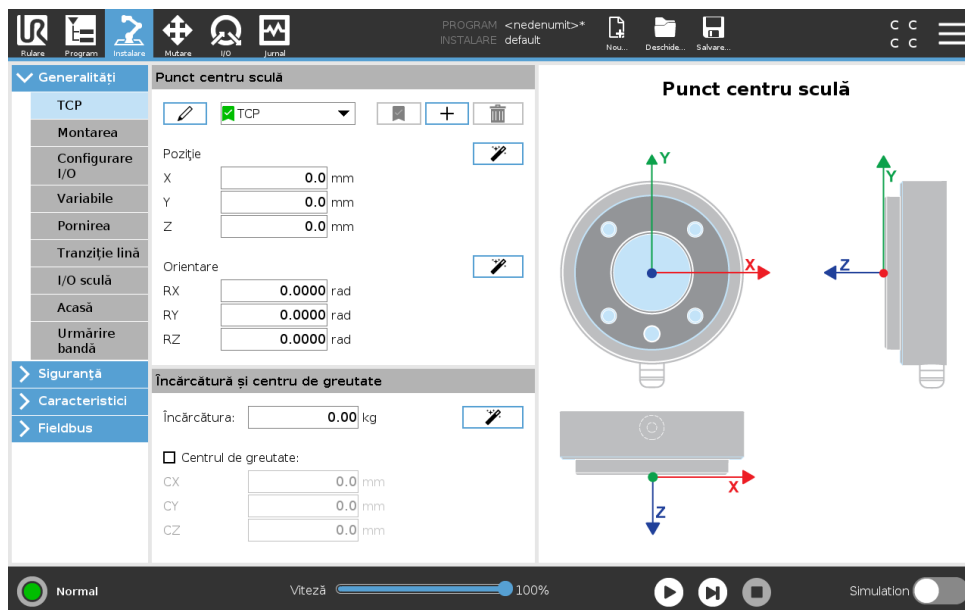 PROGRAM <nedenumit>*
INSTALARE default
Rulare
Program
Instalare
Mutare
I/O
Jurnal
Nou...
Deschide...
Salvare...
C C
C C
Generalități
TCP
Montarea
Configurare
I/O
Variabile
Pornirea
Tranziție lină
I/O sculă
Acasă
Urmărire
bandă
Siguranță
Caracteristici
Fieldbus
Punct centru sculă
TCP
Poziție
X 0.0 mm
Y 0.0 mm
Z 0.0 mm
Orientare
RX 0.0000 rad
RY 0.0000 rad
RZ 0.0000 rad
Încărcătură și centru de greutate
Încărcătura: 0.00 kg
Centrul de greutate:
CX 0.0 mm
CY 0.0 mm
CZ 0.0 mm
Punct centru sculă
Y
X
Y
Z
X
Z
Normal
Viteză 100%
Simulation